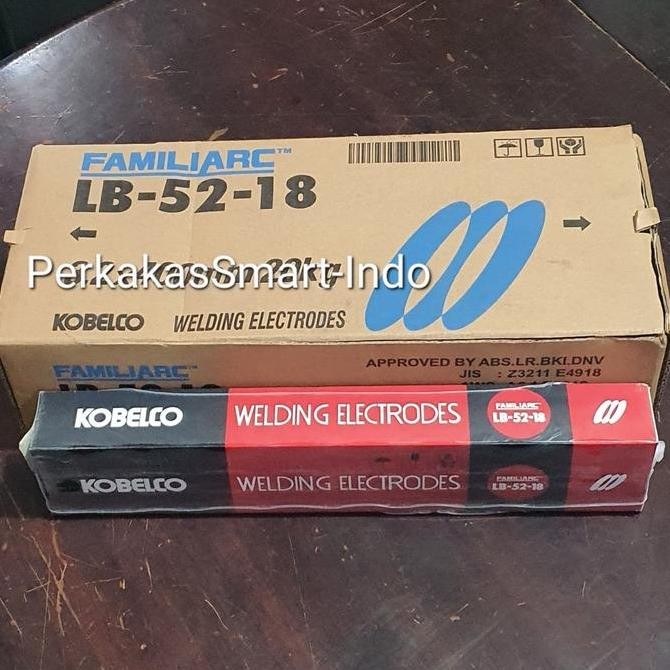 FAMILIARC™
LB-52-18
PerkakasSmart-Indo
KOBELCO WELDING ELECTRODES
FAMILIARC
APPROVED BY ABS.LR.BKI.DNV
JIS : Z3211 E4918
KOBELCO WELDING ELECTRODES FAMILIARC LB-52-18
KOBELCO WELDING ELECTRODES FAMILIARC LB-52-18